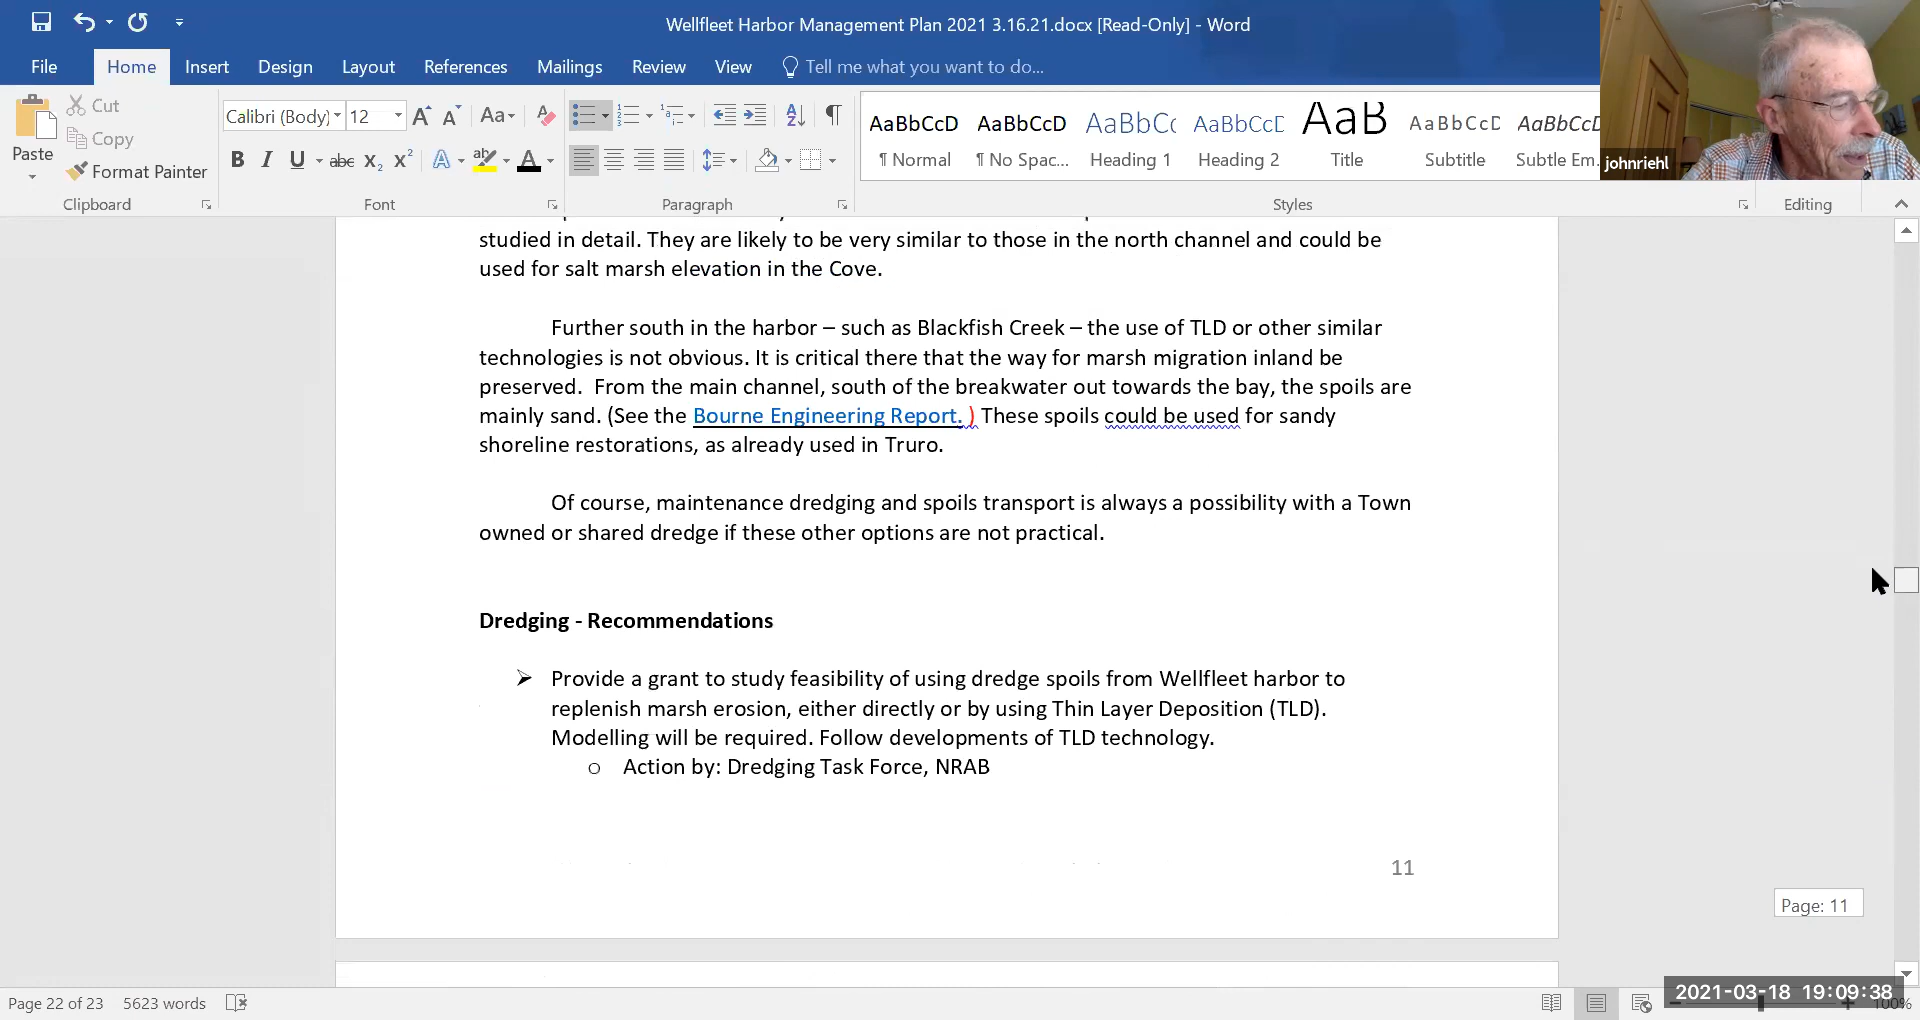 Wellfleet Harbor Management Plan 2021 3.16.21.docx [Read-Only] - Word
File Home Insert Design Layout References Mailings Review View Tell me what you want to do...
Cut
Copy
Paste
Format Painter
Calibri (Body) 12
Aa
B I U abc X₂ X² A ab A
AaBbCcD AaBbCcD AaBbCc AaBbCcD AaB AaBbCcD AaBbCcD
¶ Normal ¶ No Spac... Heading 1 Heading 2 Title Subtitle Subtle Em...
johnriehl
Clipboard Font Paragraph Styles Editing
studied in detail. They are likely to be very similar to those in the north channel and could be
used for salt marsh elevation in the Cove.
Further south in the harbor – such as Blackfish Creek – the use of TLD or other similar
technologies is not obvious. It is critical there that the way for marsh migration inland be
preserved.  From the main channel, south of the breakwater out towards the bay, the spoils are
mainly sand. (See the Bourne Engineering Report. ) These spoils could be used for sandy
shoreline restorations, as already used in Truro.
Of course, maintenance dredging and spoils transport is always a possibility with a Town
owned or shared dredge if these other options are not practical.
Dredging - Recommendations
➢ Provide a grant to study feasibility of using dredge spoils from Wellfleet harbor to
replenish marsh erosion, either directly or by using Thin Layer Deposition (TLD).
Modelling will be required. Follow developments of TLD technology.
o Action by: Dredging Task Force, NRAB
11
Page: 11
Page 22 of 23 5623 words
2021-03-18 19:09:38
100%